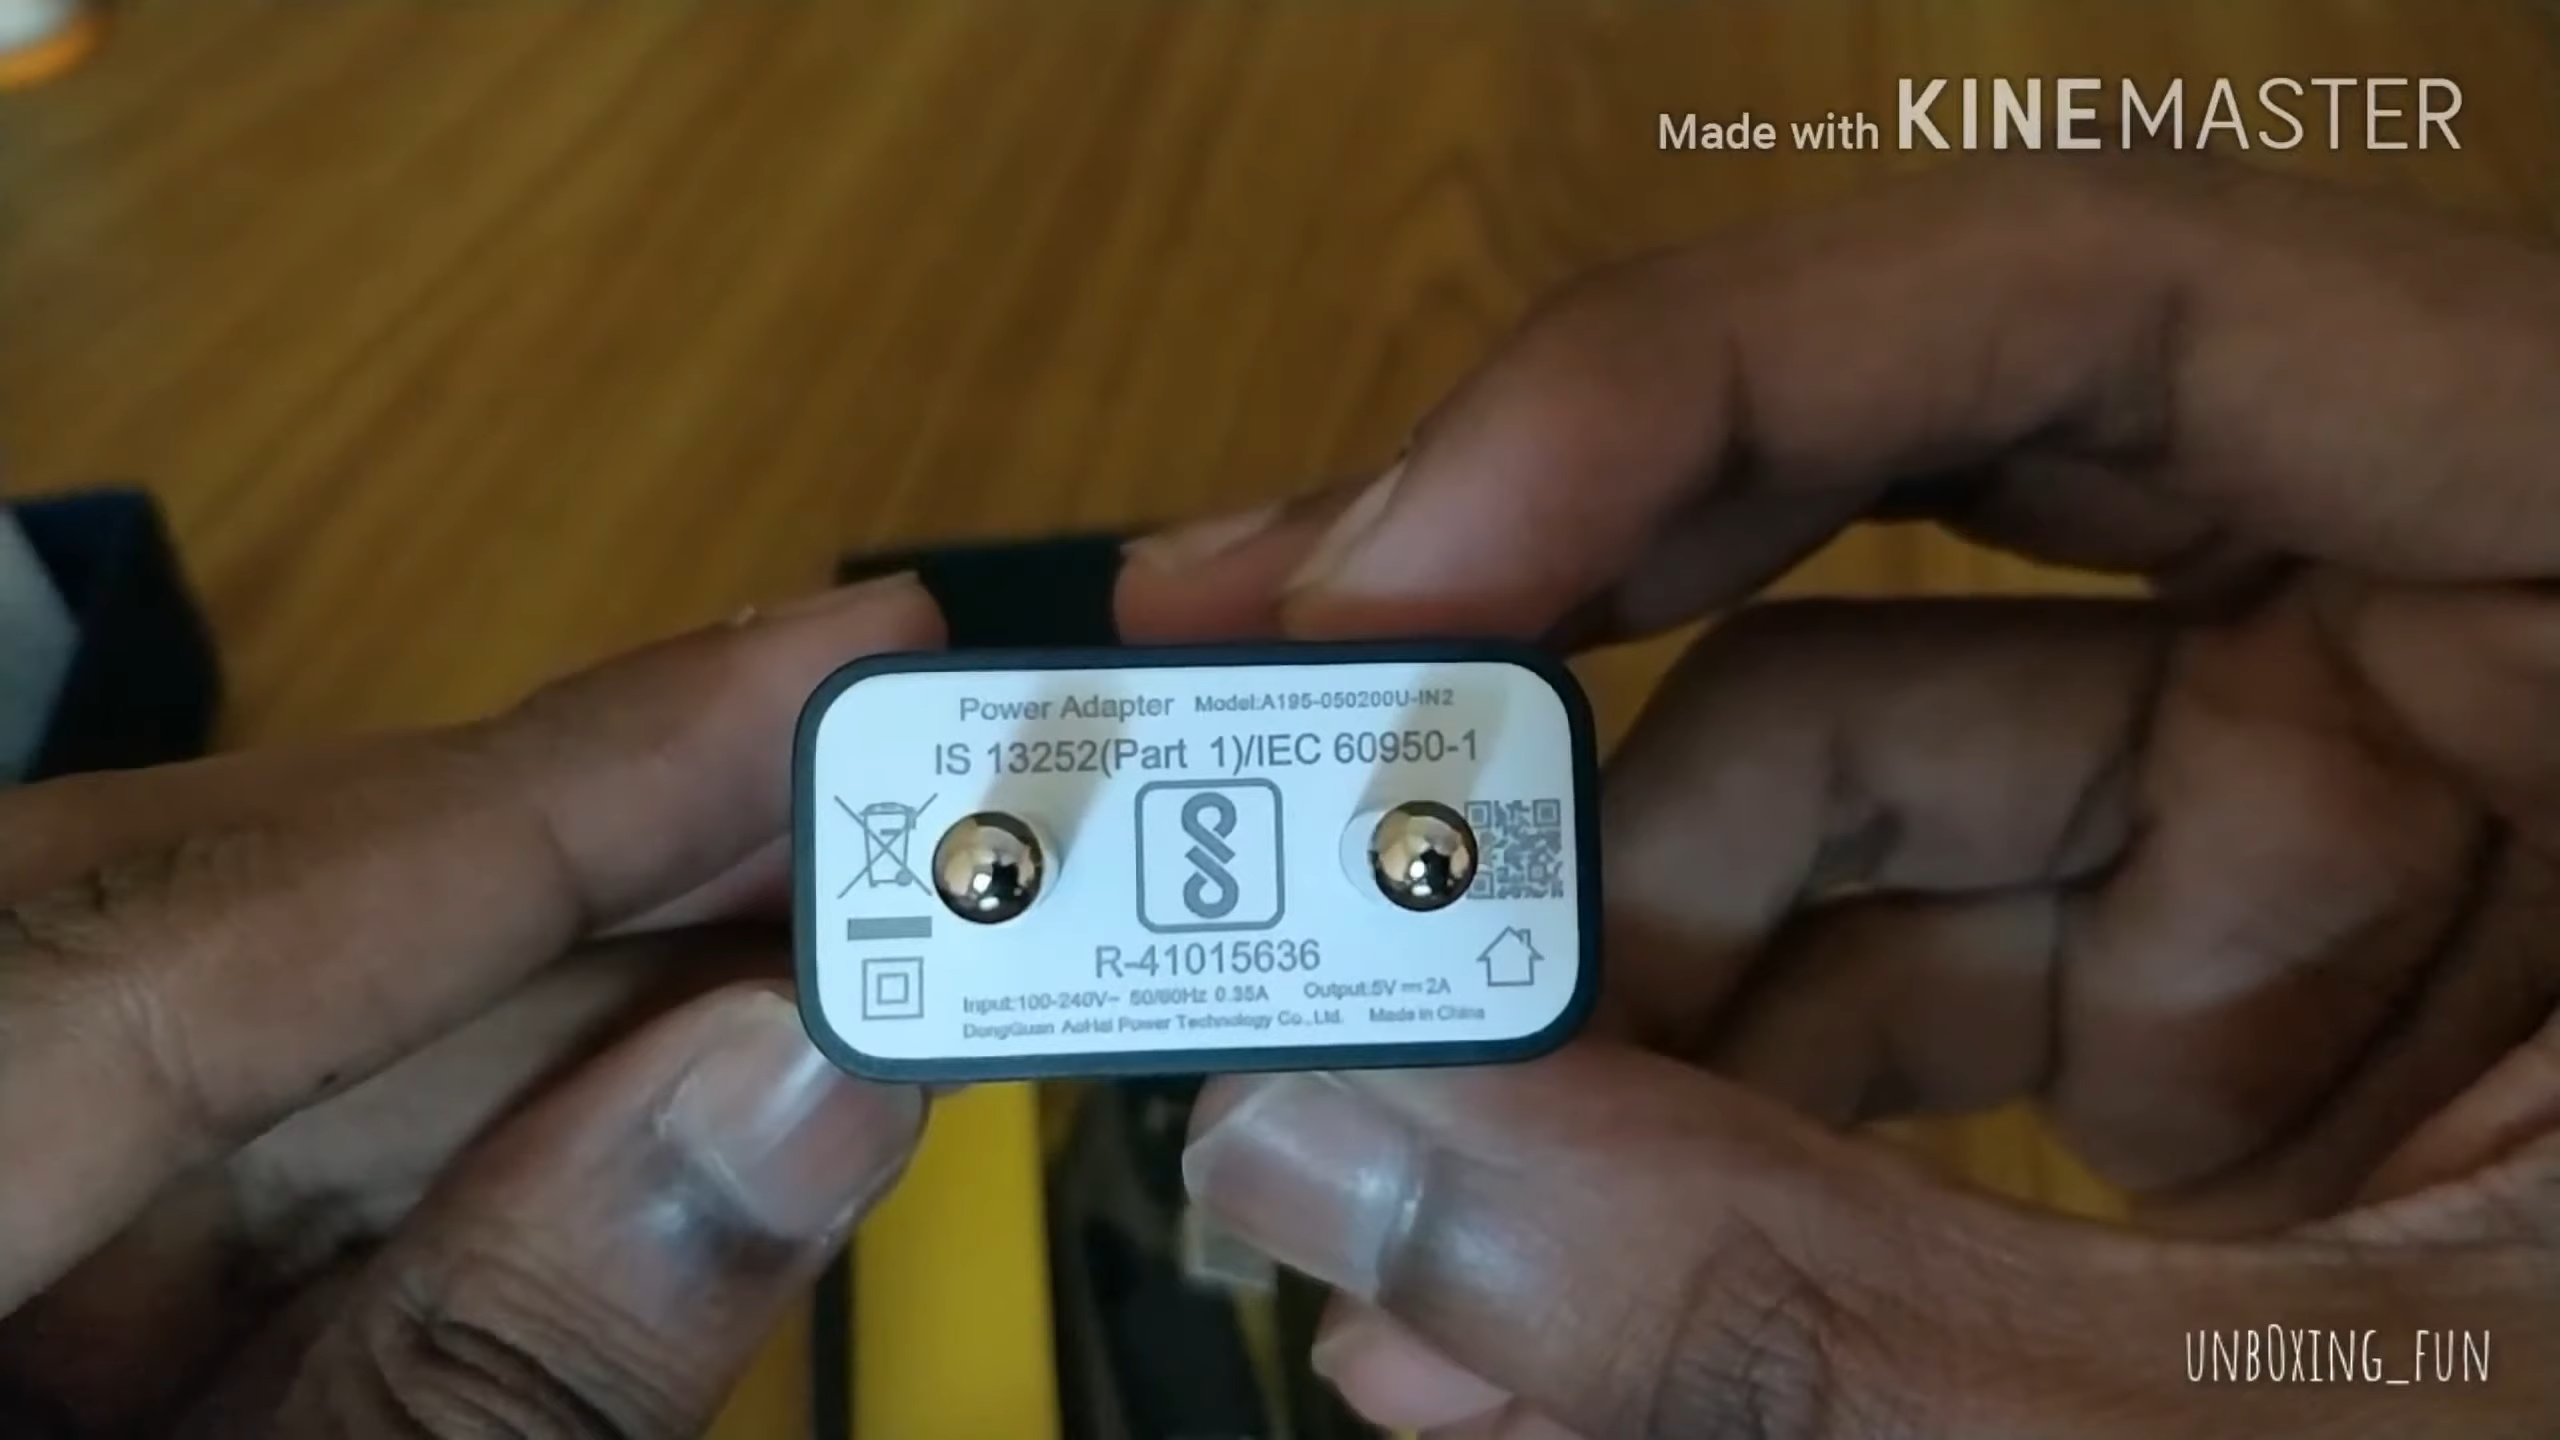 Made with KINEMASTER
Power Adapter Model:A195-050200U-IN2
IS 13252(Part 1)/IEC 60950-1
R-41015636
Input:100-240V~ 50/60Hz 0.35A Output:5V⎓2A
DongGuan AoHai Power Technology Co.,Ltd. Made in China
UNBOXING_FUN